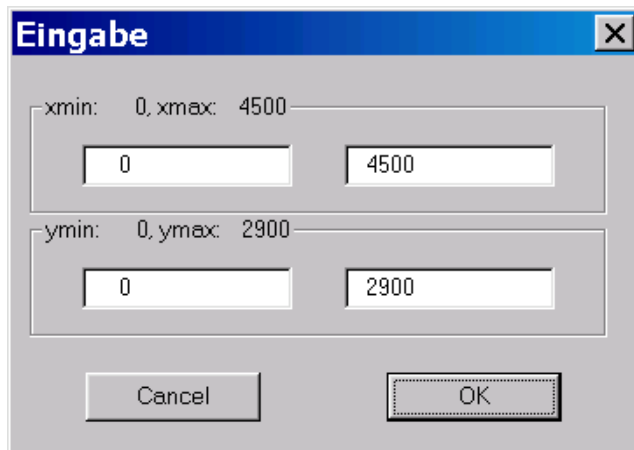 Eingabe
xmin: 0, xmax: 4500
0 4500
ymin: 0, ymax: 2900
0 2900
Cancel OK